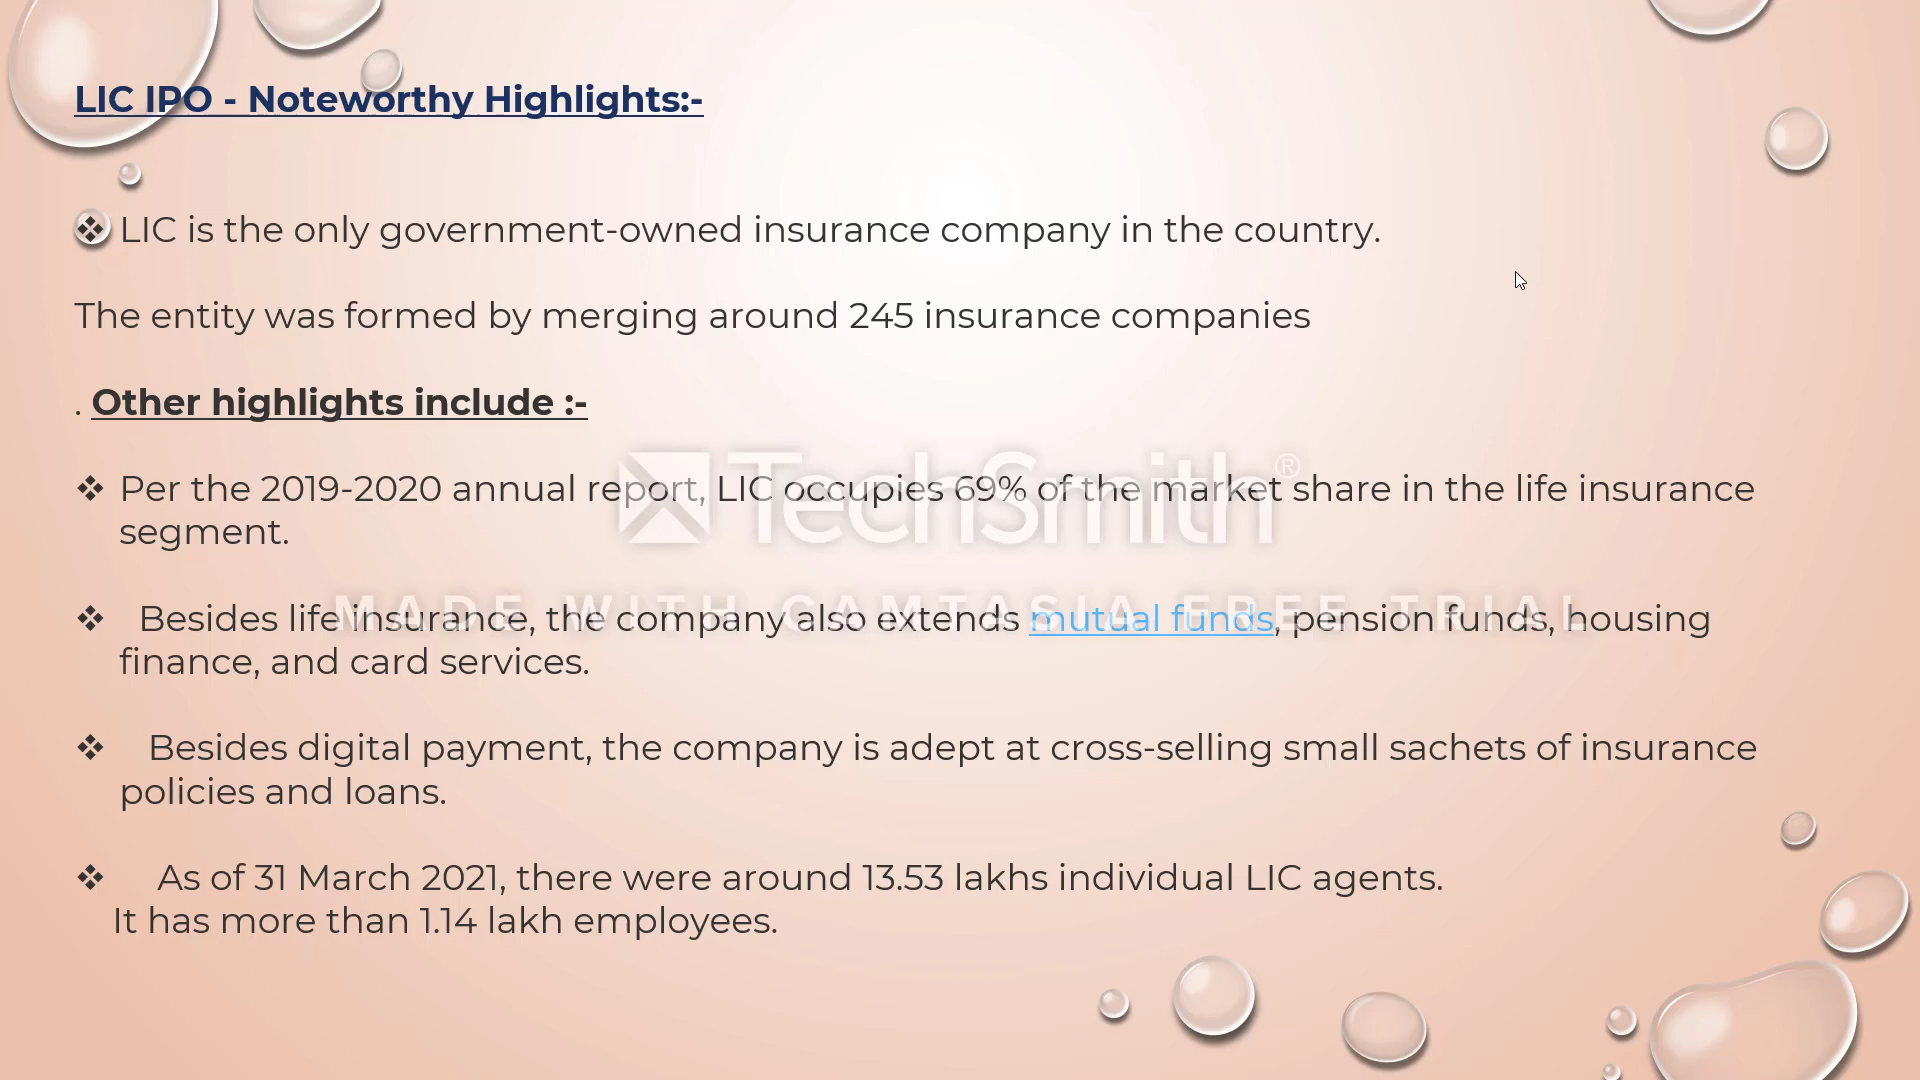 LIC IPO - Noteworthy Highlights:-
❖ LIC is the only government-owned insurance company in the country.
The entity was formed by merging around 245 insurance companies
. Other highlights include :-
❖ Per the 2019-2020 annual report, LIC occupies 69% of the market share in the life insurance
segment.
TechSmith®
❖ Besides life insurance, the company also extends mutual funds, pension funds, housing
finance, and card services.
MADE WITH CAMTASIA FREE TRIAL
❖ Besides digital payment, the company is adept at cross-selling small sachets of insurance
policies and loans.
❖ As of 31 March 2021, there were around 13.53 lakhs individual LIC agents.
It has more than 1.14 lakh employees.